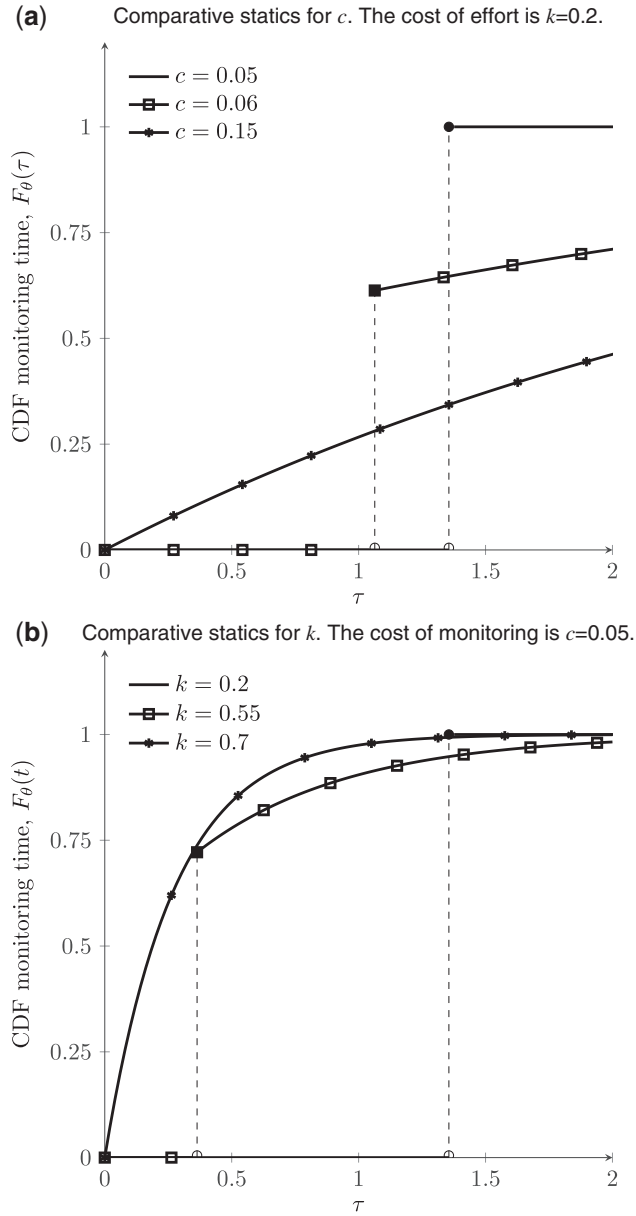 (a) Comparative statics for c. The cost of effort is k=0.2.
c = 0.05
c = 0.06
c = 0.15
1
0.75
0.5
0.25
0
CDF monitoring time, F_θ(τ)
0 0.5 1 1.5 2
τ
(b) Comparative statics for k. The cost of monitoring is c=0.05.
k = 0.2
k = 0.55
k = 0.7
1
0.75
0.5
0.25
0
CDF monitoring time, F_θ(t)
0 0.5 1 1.5 2
τ